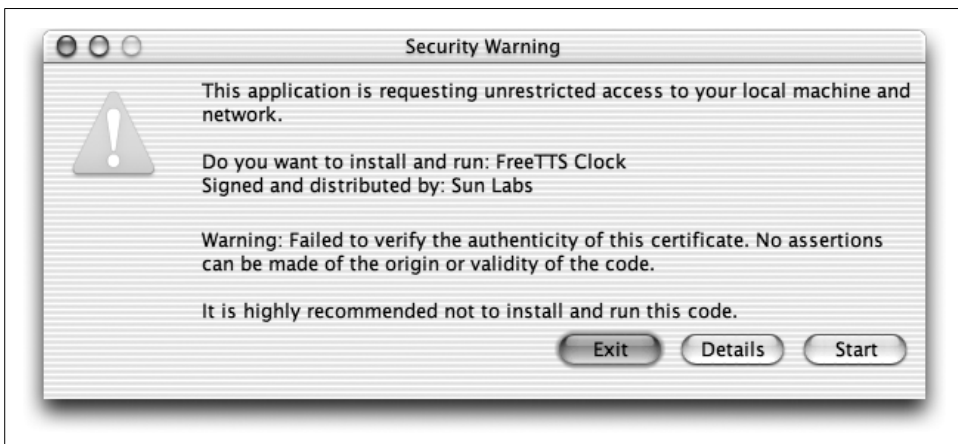 Security Warning
This application is requesting unrestricted access to your local machine and
network.
Do you want to install and run: FreeTTS Clock
Signed and distributed by: Sun Labs
Warning: Failed to verify the authenticity of this certificate. No assertions
can be made of the origin or validity of the code.
It is highly recommended not to install and run this code.
Exit Details Start